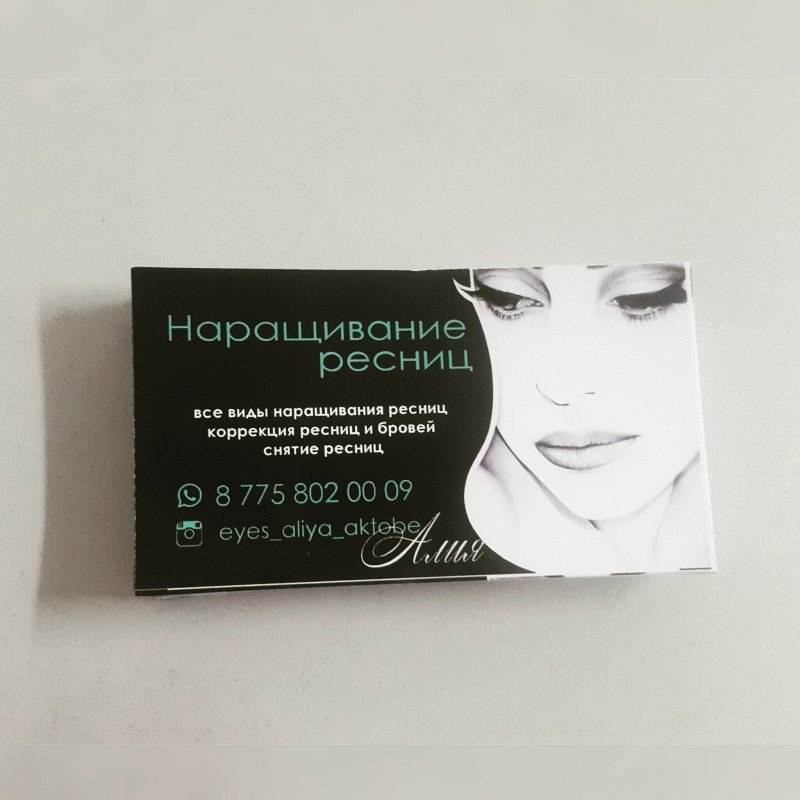 Наращивание
ресниц
все виды наращивания ресниц
коррекция ресниц и бровей
снятие ресниц
8 775 802 00 09
eyes_aliya_aktobe
Алия